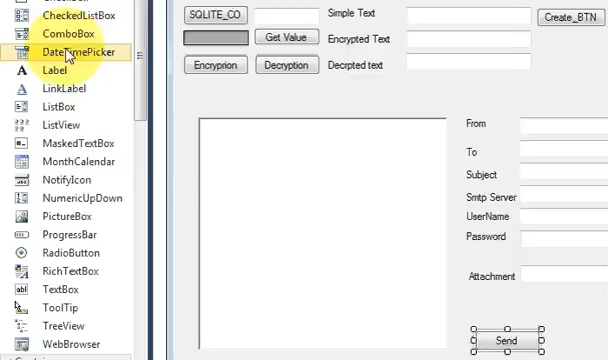 CheckedListBox
ComboBox
DateTimePicker
Label
LinkLabel
ListBox
ListView
MaskedTextBox
MonthCalendar
NotifyIcon
NumericUpDown
PictureBox
ProgressBar
RadioButton
RichTextBox
TextBox
ToolTip
TreeView
WebBrowser
SQLITE_CO
Simple Text
Create_BTN
Get Value
Encrypted Text
Encryprion
Decryption
Decrpted text
From
To
Subject
Smtp Server
UserName
Password
Attachment
Send